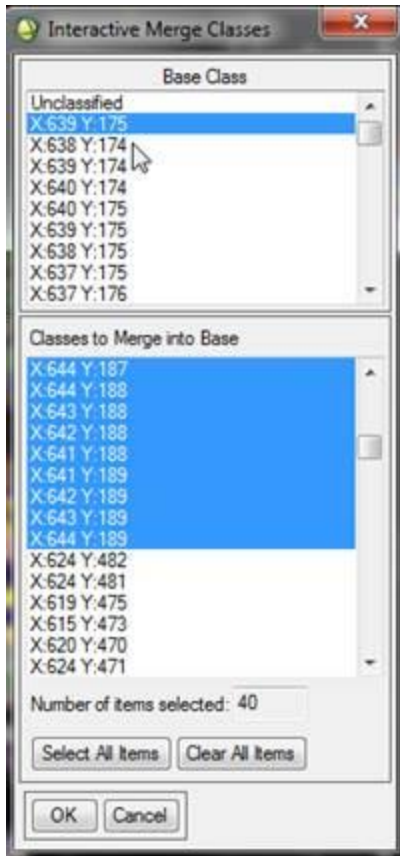 Interactive Merge Classes
Base Class
Unclassified
X:639 Y:175
X:638 Y:174
X:639 Y:174
X:640 Y:174
X:640 Y:175
X:639 Y:175
X:638 Y:175
X:637 Y:175
X:637 Y:176
Classes to Merge into Base
X:644 Y:187
X:644 Y:188
X:643 Y:188
X:642 Y:188
X:641 Y:188
X:641 Y:189
X:642 Y:189
X:643 Y:189
X:644 Y:189
X:624 Y:482
X:624 Y:481
X:619 Y:475
X:615 Y:473
X:620 Y:470
X:624 Y:471
Number of items selected: 40
Select All Items Clear All Items
OK Cancel